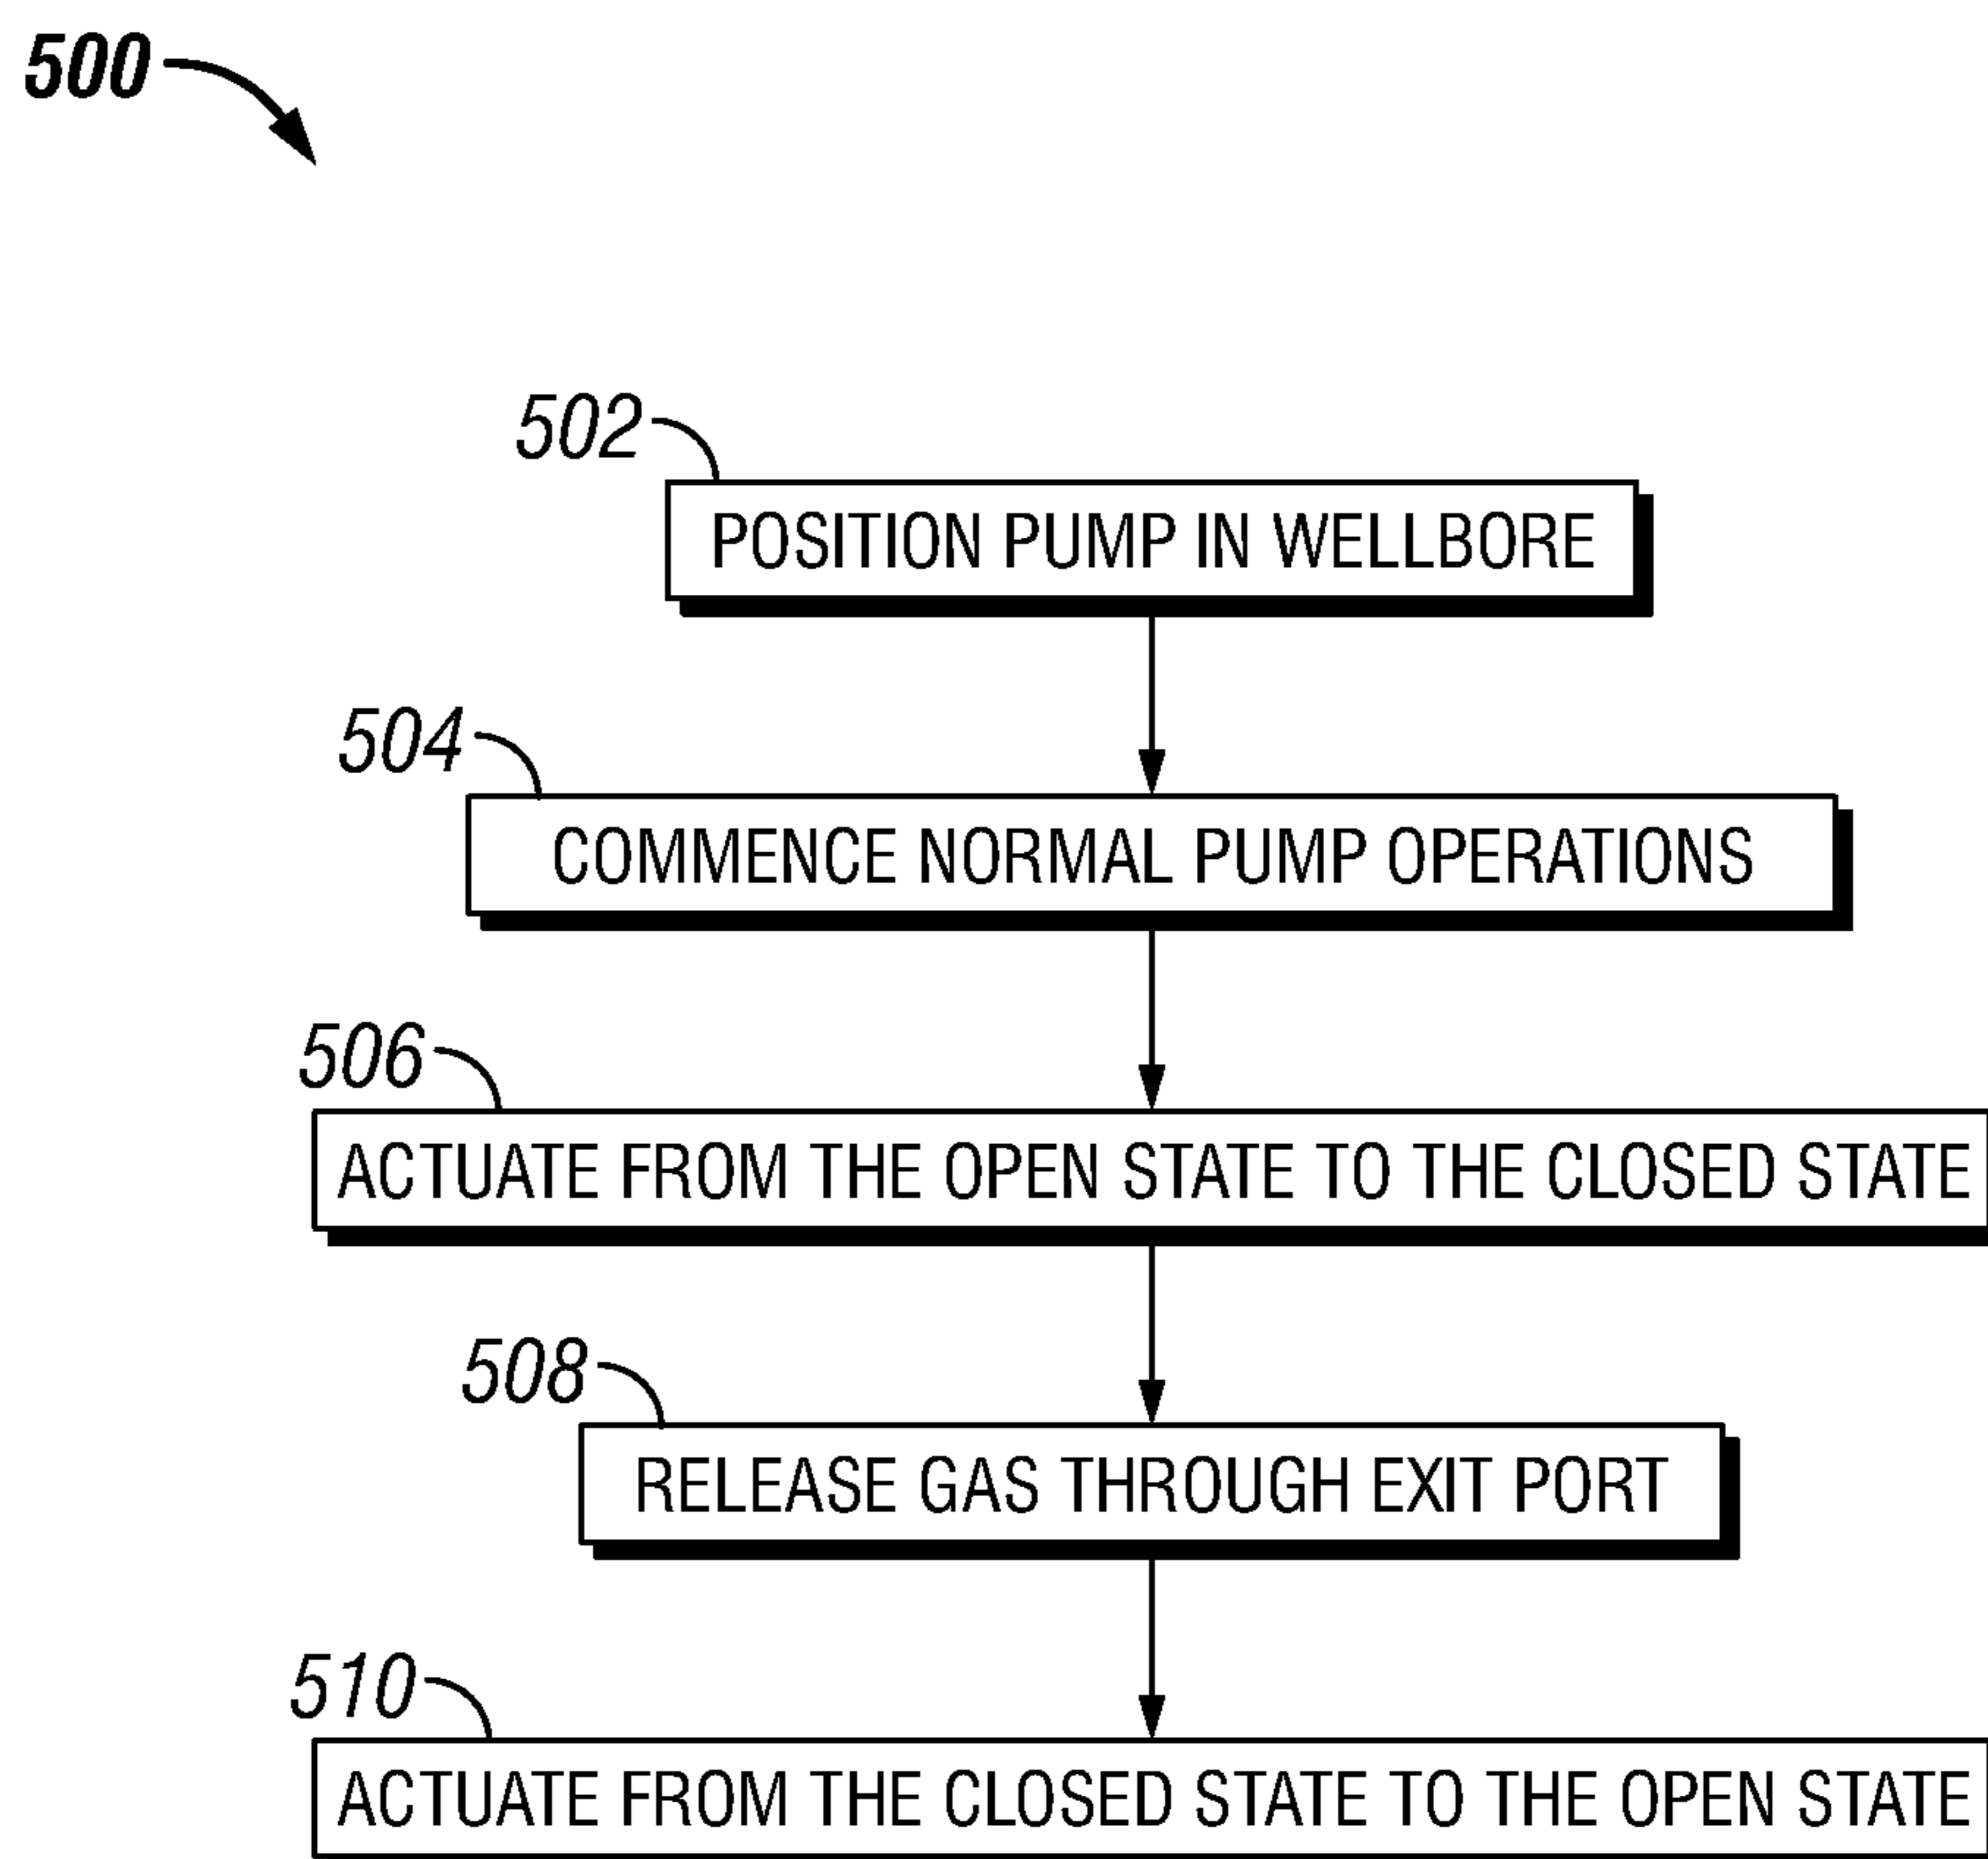 500
502
POSITION PUMP IN WELLBORE
504
COMMENCE NORMAL PUMP OPERATIONS
506
ACTUATE FROM THE OPEN STATE TO THE CLOSED STATE
508
RELEASE GAS THROUGH EXIT PORT
510
ACTUATE FROM THE CLOSED STATE TO THE OPEN STATE